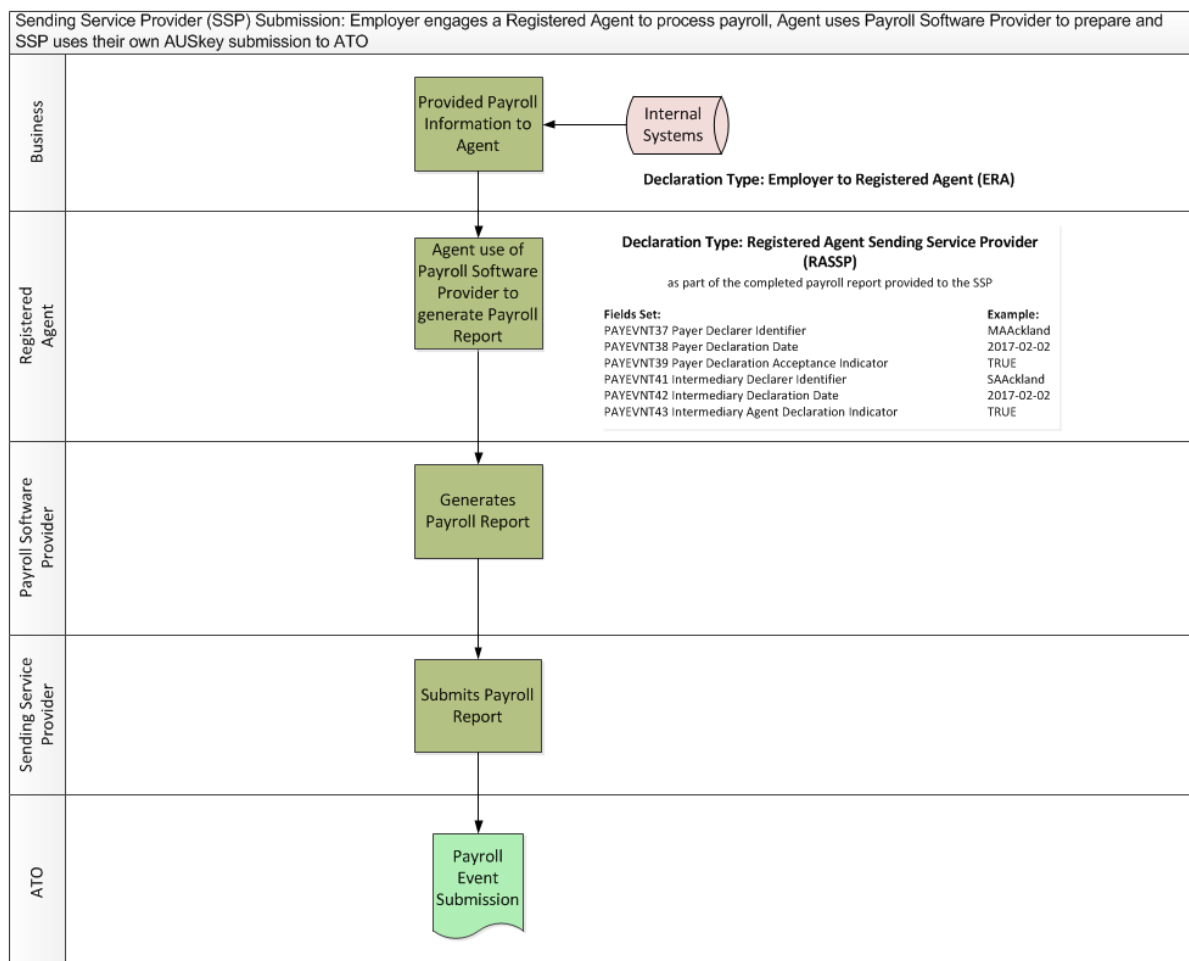 Sending Service Provider (SSP) Submission: Employer engages a Registered Agent to process payroll, Agent uses Payroll Software Provider to prepare and
SSP uses their own AUSkey submission to ATO
Business
Provided Payroll
Information to
Agent
Internal
Systems
Declaration Type: Employer to Registered Agent (ERA)
Registered
Agent
Agent use of
Payroll Software
Provider to
generate Payroll
Report
Declaration Type: Registered Agent Sending Service Provider
(RASSP)
as part of the completed payroll report provided to the SSP
Fields Set: Example:
PAYEVNT37 Payer Declarer Identifier MAAckland
PAYEVNT38 Payer Declaration Date 2017-02-02
PAYEVNT39 Payer Declaration Acceptance Indicator TRUE
PAYEVNT41 Intermediary Declarer Identifier SAAckland
PAYEVNT42 Intermediary Declaration Date 2017-02-02
PAYEVNT43 Intermediary Agent Declaration Indicator TRUE
Payroll Software
Provider
Generates
Payroll Report
Sending Service
Provider
Submits Payroll
Report
ATO
Payroll
Event
Submission